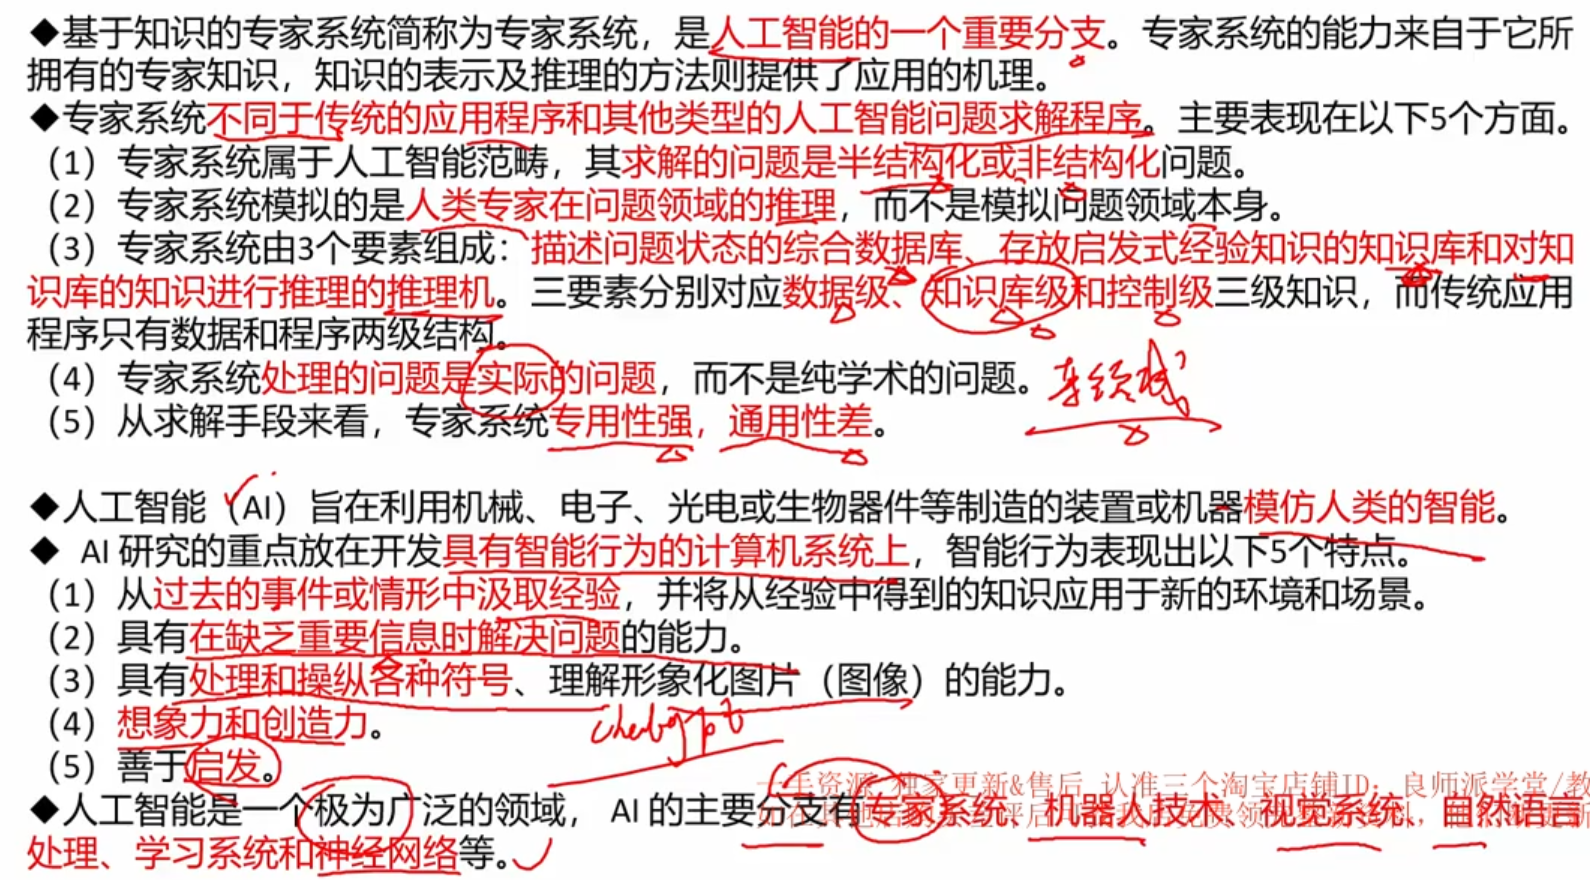 ◆基于知识的专家系统简称为专家系统，是人工智能的一个重要分支。专家系统的能力来自于它所
拥有的专家知识，知识的表示及推理的方法则提供了应用的机理。
◆专家系统不同于传统的应用程序和其他类型的人工智能问题求解程序。主要表现在以下5个方面。
（1）专家系统属于人工智能范畴，其求解的问题是半结构化或非结构化问题。
（2）专家系统模拟的是人类专家在问题领域的推理，而不是模拟问题领域本身。
（3）专家系统由3个要素组成：描述问题状态的综合数据库、存放启发式经验知识的知识库和对知
识库的知识进行推理的推理机。三要素分别对应数据级、知识库级和控制级三级知识，而传统应用
程序只有数据和程序两级结构。
（4）专家系统处理的问题是实际的问题，而不是纯学术的问题。
（5）从求解手段来看，专家系统专用性强，通用性差。
◆人工智能（AI）旨在利用机械、电子、光电或生物器件等制造的装置或机器模仿人类的智能。
◆ AI 研究的重点放在开发具有智能行为的计算机系统上，智能行为表现出以下5个特点。
（1）从过去的事件或情形中汲取经验，并将从经验中得到的知识应用于新的环境和场景。
（2）具有在缺乏重要信息时解决问题的能力。
（3）具有处理和操纵各种符号、理解形象化图片（图像）的能力。
（4）想象力和创造力。
chatgpt
（5）善于启发。
一手资源 独家更新&售后 认准三个淘宝店铺ID：良师派学堂/教
◆人工智能是一个极为广泛的领域， AI 的主要分支有专家系统、机器人技术、视觉系统、自然语言
处理、学习系统和神经网络等。